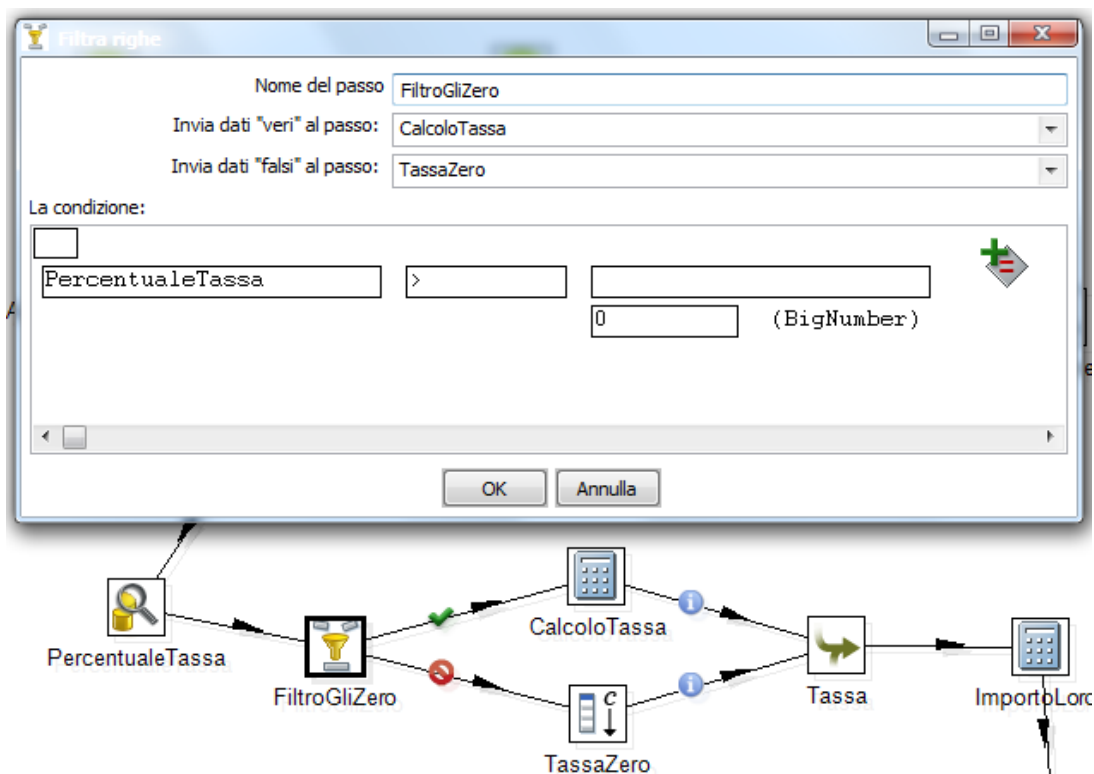 Filtra righe
Nome del passo FiltroGliZero
Invia dati "veri" al passo: CalcoloTassa
Invia dati "falsi" al passo: TassaZero
La condizione:
PercentualeTassa > 
0 (BigNumber)
OK Annulla
CalcoloTassa
PercentualeTassa
FiltroGliZero
Tassa
ImportoLoro
C
TassaZero